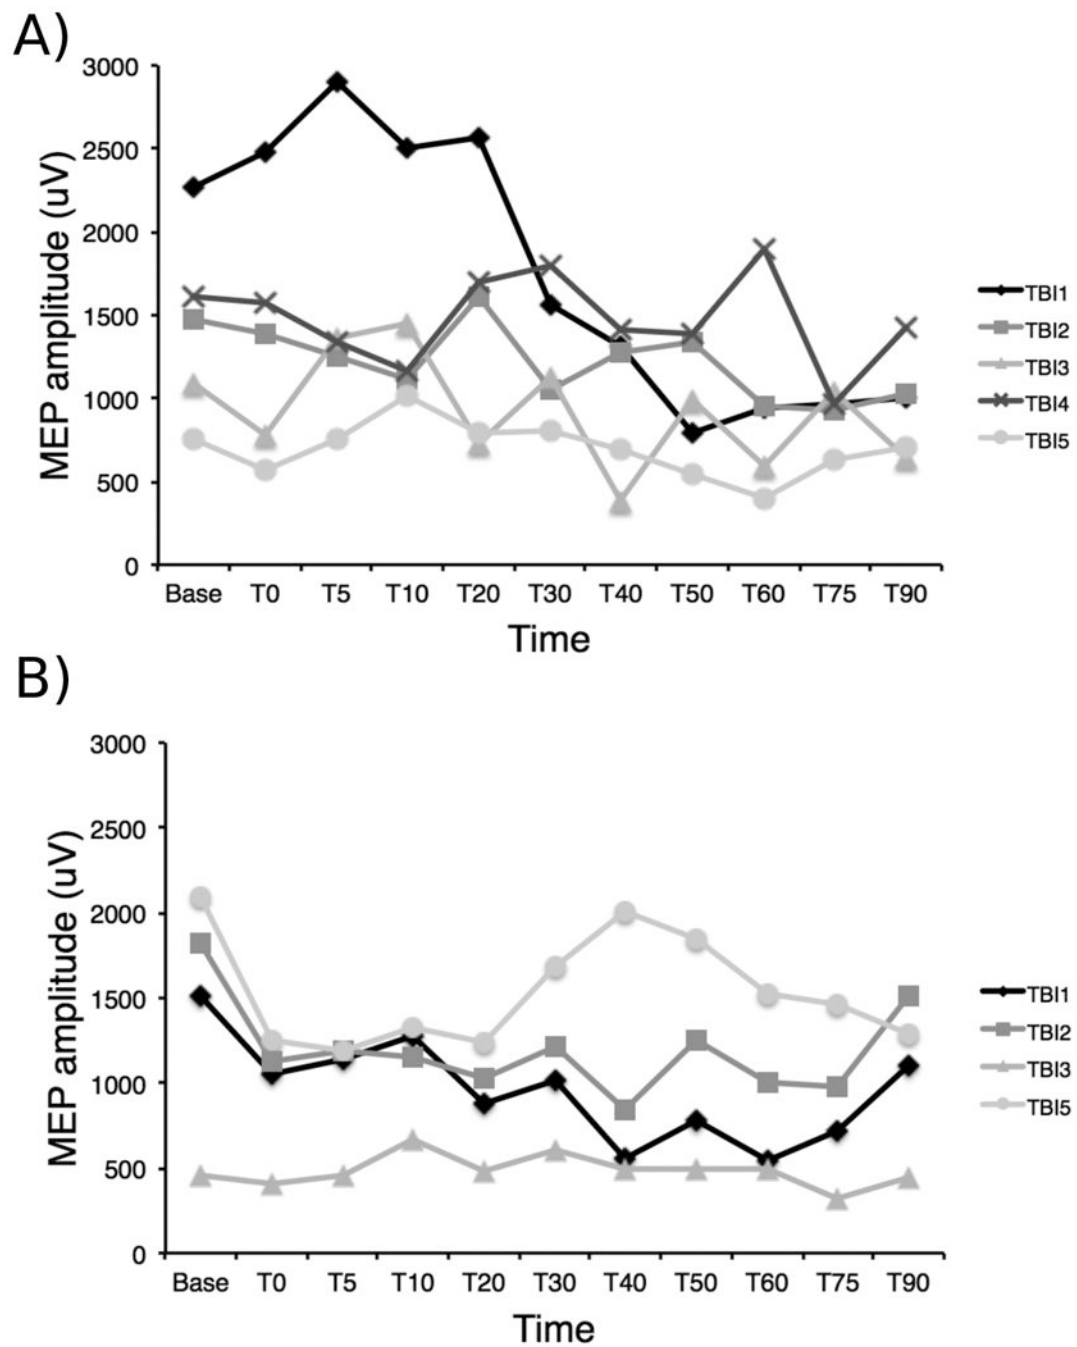 A)
3000
2500
2000
1500
1000
500
0
MEP amplitude (uV)
Base T0 T5 T10 T20 T30 T40 T50 T60 T75 T90
Time
TBI1
TBI2
TBI3
TBI4
TBI5
B)
3000
2500
2000
1500
1000
500
0
MEP amplitude (uV)
Base T0 T5 T10 T20 T30 T40 T50 T60 T75 T90
Time
TBI1
TBI2
TBI3
TBI5